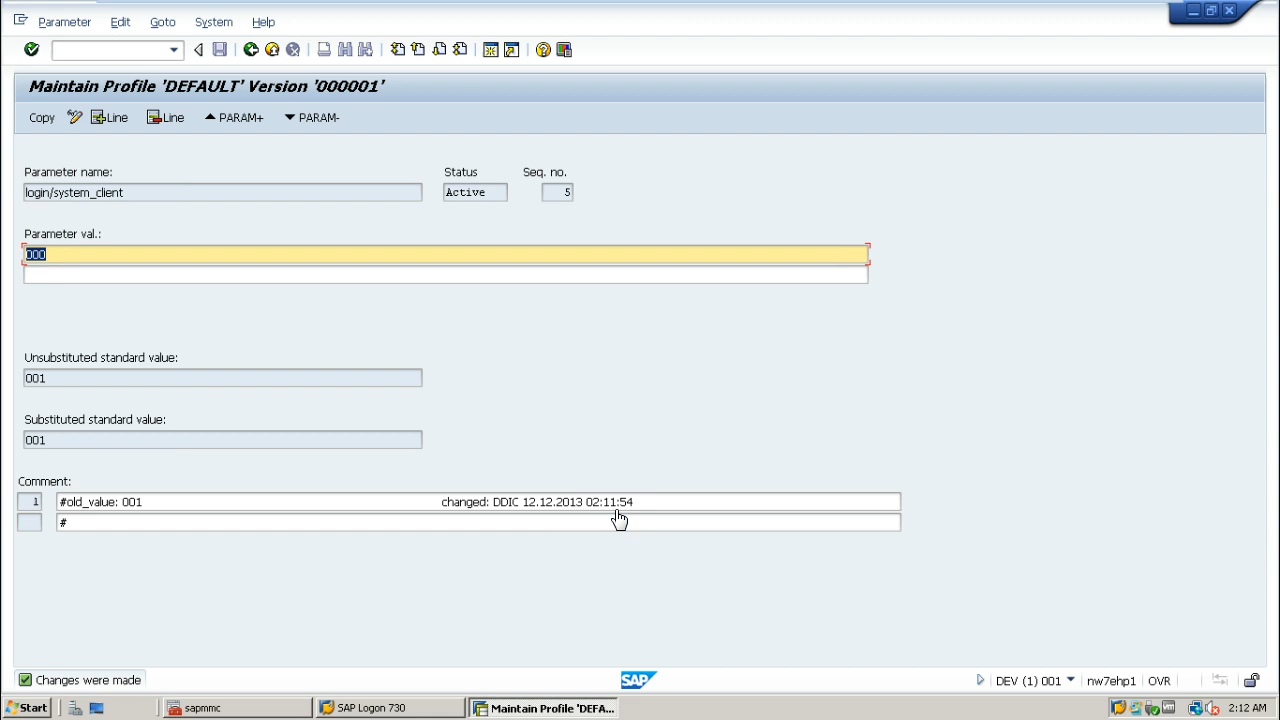 Parameter Edit Goto System Help
Maintain Profile 'DEFAULT' Version '000001'
Copy Line Line PARAM+ PARAM-
Parameter name: Status Seq. no.
login/system_client Active 5
Parameter val.:
000
Unsubstituted standard value:
001
Substituted standard value:
001
Comment:
1 #old_value: 001 changed: DDIC 12.12.2013 02:11:54
#
Changes were made SAP DEV (1) 001 nw7ehp1 OVR
Start sapmmc SAP Logon 730 Maintain Profile 'DEFA... 2:12 AM